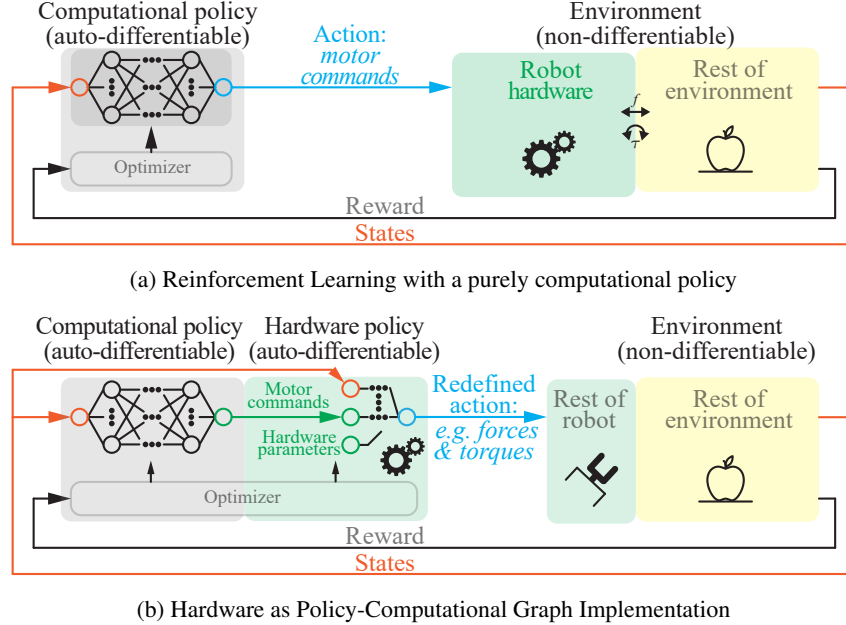 Computational policy
(auto-differentiable)
Environment
(non-differentiable)
Action:
motor
commands
Robot
hardware
Rest of
environment
f
τ
Optimizer
Reward
States
(a) Reinforcement Learning with a purely computational policy
Computational policy
(auto-differentiable)
Hardware policy
(auto-differentiable)
Environment
(non-differentiable)
Motor
commands
Hardware
parameters
Redefined
action:
e.g. forces
& torques
Rest of
robot
Rest of
environment
Optimizer
Reward
States
(b) Hardware as Policy-Computational Graph Implementation